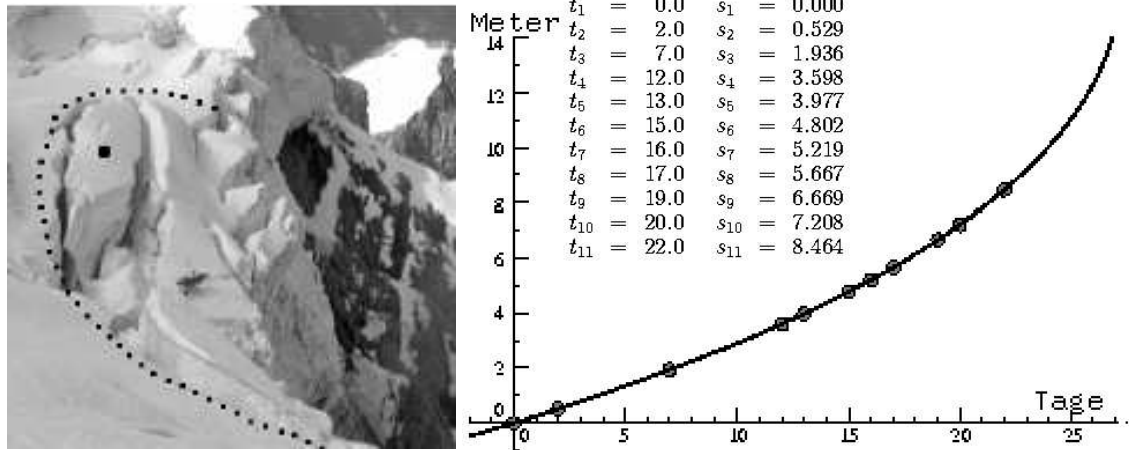 t₁ = 0.0 s₁ = 0.000
Meter t₂ = 2.0 s₂ = 0.529
14 t₃ = 7.0 s₃ = 1.936
t₄ = 12.0 s₄ = 3.598
12 t₅ = 13.0 s₅ = 3.977
t₆ = 15.0 s₆ = 4.802
10 t₇ = 16.0 s₇ = 5.219
t₈ = 17.0 s₈ = 5.667
8 t₉ = 19.0 s₉ = 6.669
t₁₀ = 20.0 s₁₀ = 7.208
t₁₁ = 22.0 s₁₁ = 8.464
6
4
2
0 Tage
0 5 10 15 20 25